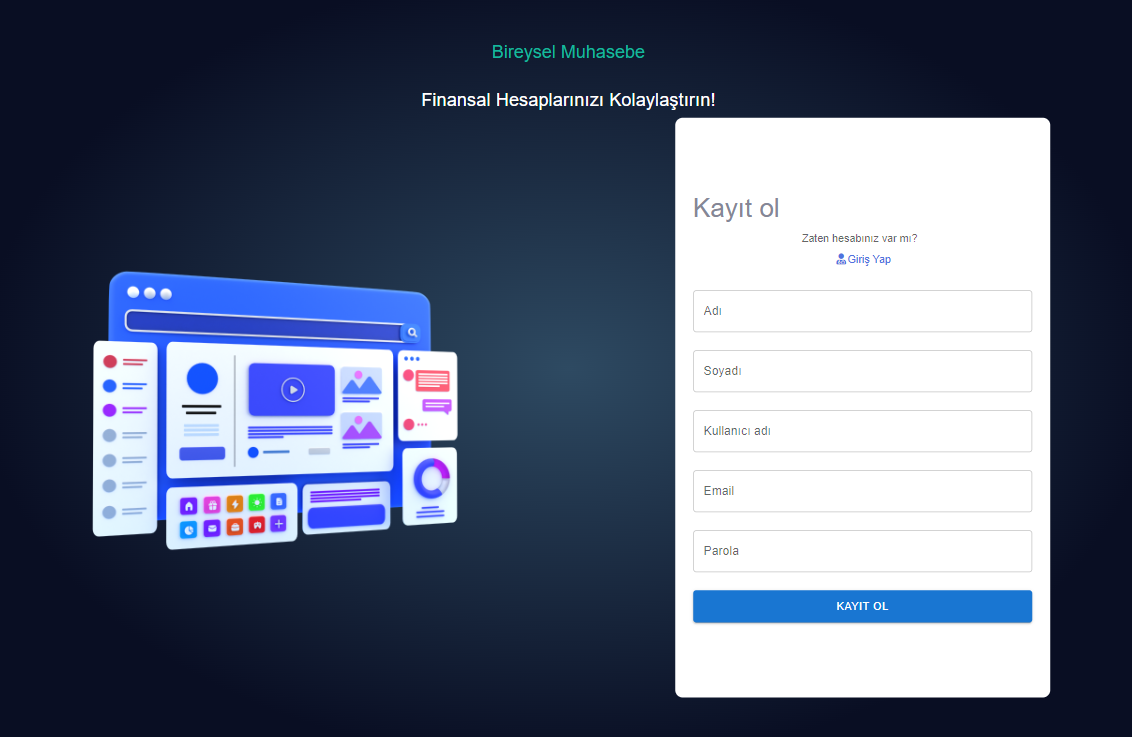 Bireysel Muhasebe
Finansal Hesaplarınızı Kolaylaştırın!
Kayıt ol
Zaten hesabınız var mı?
Giriş Yap
Adı
Soyadı
Kullanıcı adı
Email
Parola
KAYIT OL